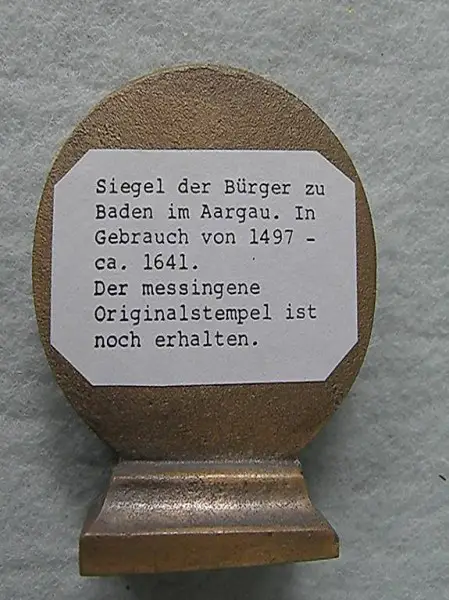 Siegel der Bürger zu
Baden im Aargau. In
Gebrauch von 1497 -
ca. 1641.
Der messingene
Originalstempel ist
noch erhalten.